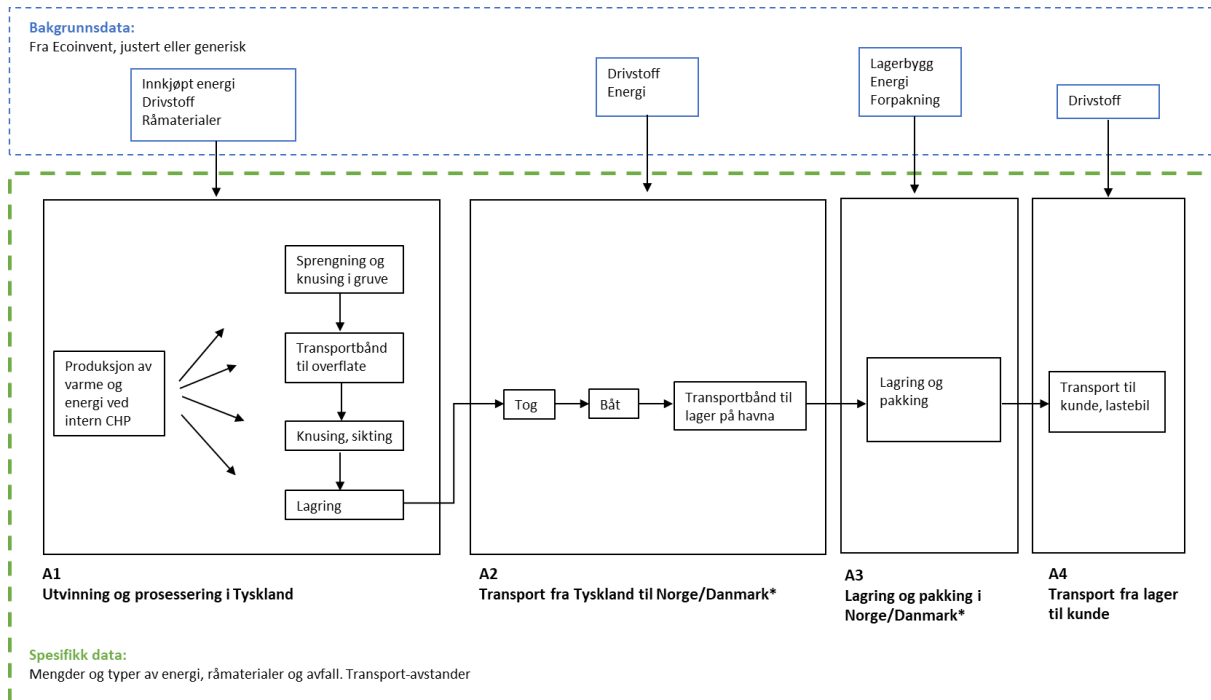 Bakgrunnsdata:
Fra Ecoinvent, justert eller generisk
Innkjøpt energi
Drivstoff
Råmaterialer
Drivstoff
Energi
Lagerbygg
Energi
Forpakning
Drivstoff
Sprengning og
knusing i gruve
Produksjon av
varme og
energi ved
intern CHP
Transportbånd
til overflate
Knusing, sikting
Lagring
Tog
Båt
Transportbånd til
lager på havna
Lagring og
pakking
Transport til
kunde, lastebil
A1
Utvinning og prosessering i Tyskland
A2
Transport fra Tyskland til Norge/Danmark*
A3
Lagring og pakking i
Norge/Danmark*
A4
Transport fra lager
til kunde
Spesifikk data:
Mengder og typer av energi, råmaterialer og avfall. Transport-avstander